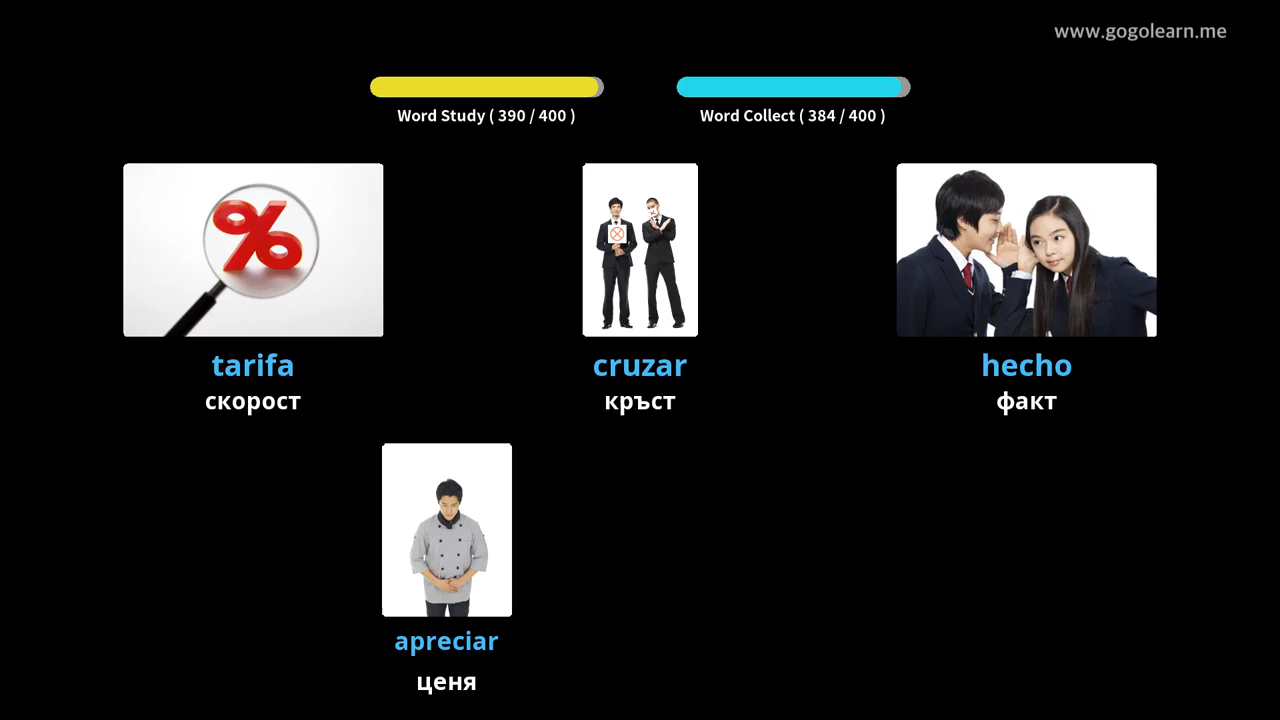 www.gogolearn.me
Word Study ( 390 / 400 )
Word Collect ( 384 / 400 )
tarifa
скорост
cruzar
кръст
hecho
факт
apreciar
ценя